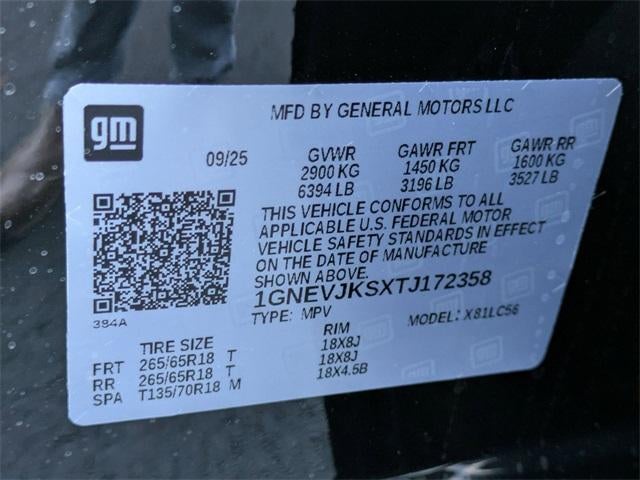 gm
MFD BY GENERAL MOTORS LLC
09/25 GVWR GAWR FRT GAWR RR
2900 KG 1450 KG 1600 KG
6394 LB 3196 LB 3527 LB
THIS VEHICLE CONFORMS TO ALL
APPLICABLE U.S. FEDERAL MOTOR
VEHICLE SAFETY STANDARDS IN EFFECT
ON THE DATE OF MANUFACTURE
SHOWN ABOVE.
1GNEVJKSXTJ172358
394A TYPE: MPV MODEL: X81LC56
TIRE SIZE RIM
FRT 265/65R18 T 18X8J
RR 265/65R18 T 18X8J
SPA T135/70R18 M 18X4.5B